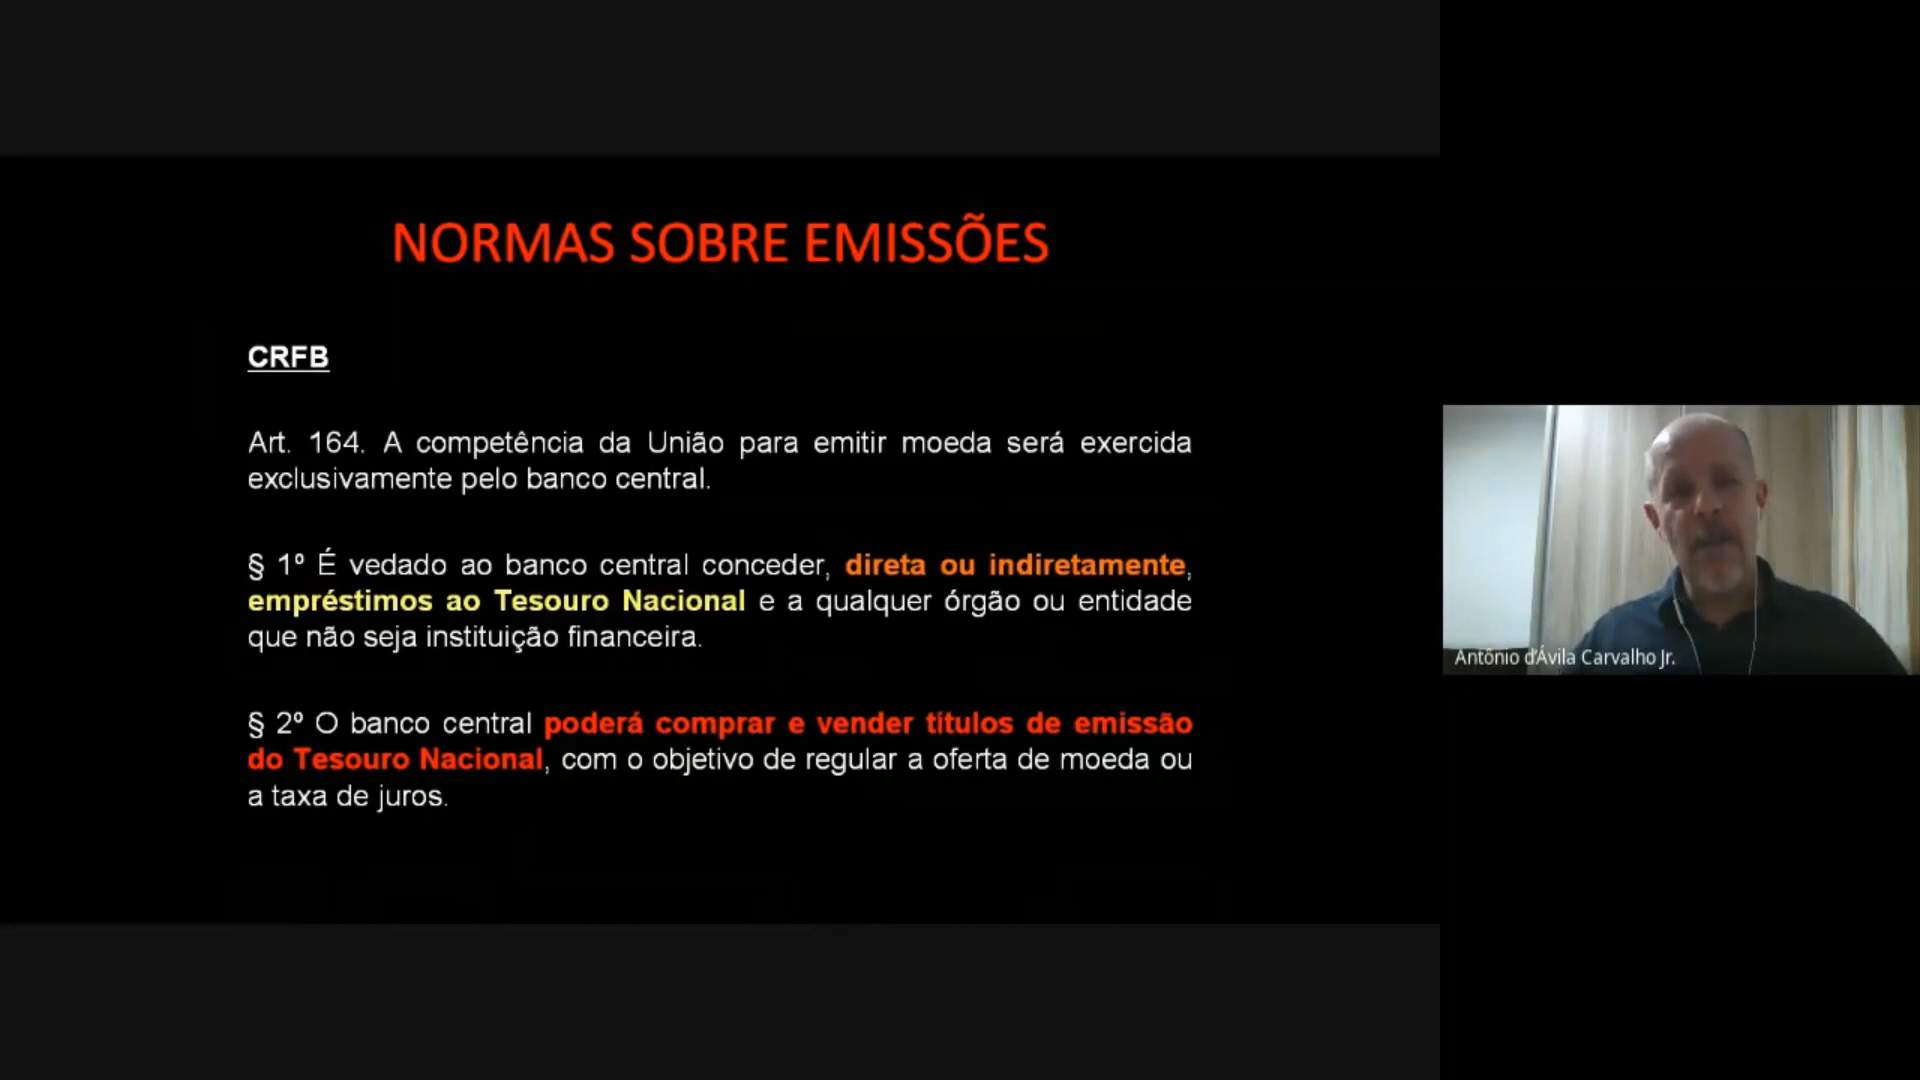 NORMAS SOBRE EMISSÕES
CRFB
Art. 164. A competência da União para emitir moeda será exercida
exclusivamente pelo banco central.
§ 1º É vedado ao banco central conceder, direta ou indiretamente,
empréstimos ao Tesouro Nacional e a qualquer órgão ou entidade
que não seja instituição financeira.
§ 2º O banco central poderá comprar e vender títulos de emissão
do Tesouro Nacional, com o objetivo de regular a oferta de moeda ou
a taxa de juros.
Antônio d'Ávila Carvalho Jr.